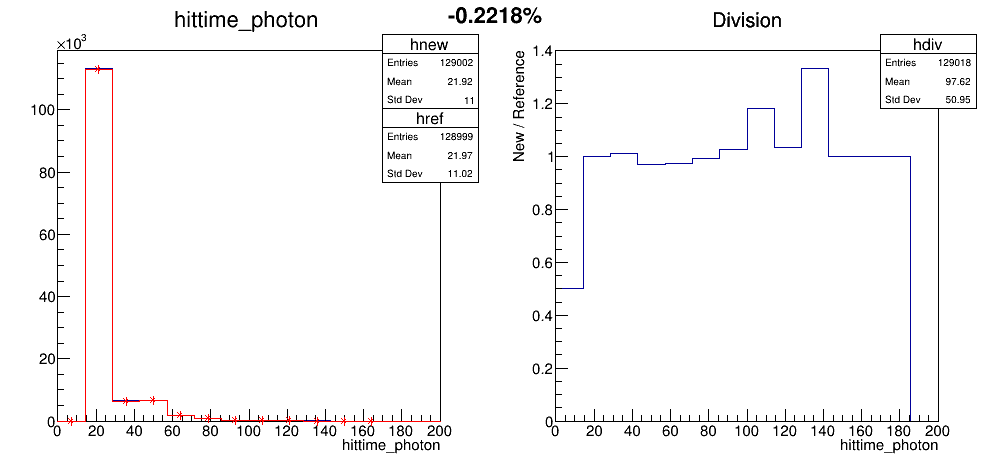 -0.2218%
hittime_photon
×10³
hnew
Entries 129002
Mean 21.92
Std Dev 11
href
Entries 128999
Mean 21.97
Std Dev 11.02
100
80
60
40
20
0
0 20 40 60 80 100 120 140 160 180 200
hittime_photon
Division
hdiv
Entries 129018
Mean 97.62
Std Dev 50.95
New / Reference
1.4
1.2
1
0.8
0.6
0.4
0.2
0
0 20 40 60 80 100 120 140 160 180 200
hittime_photon